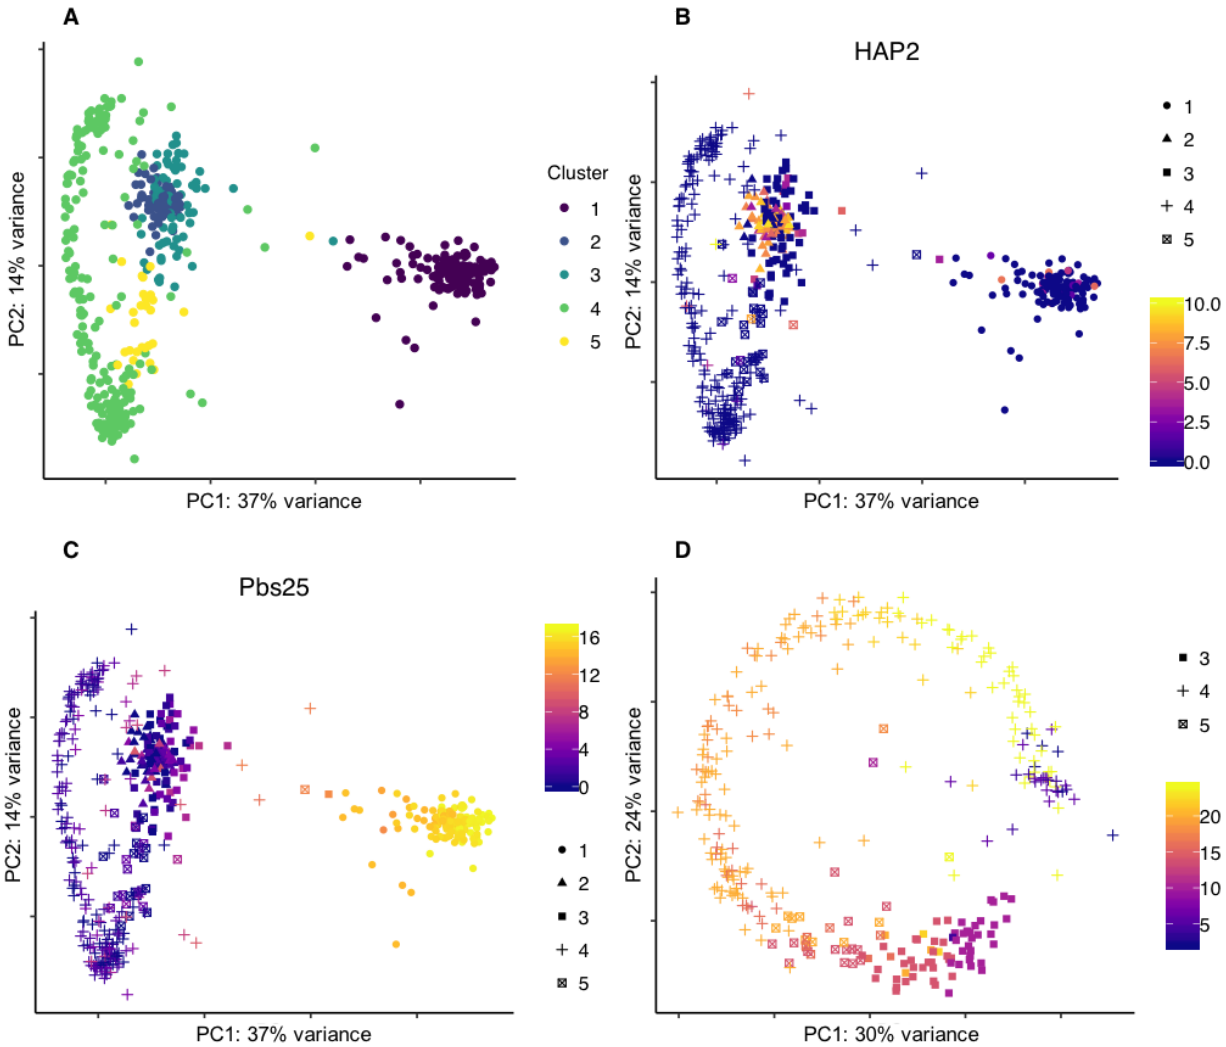 A
Cluster
1
2
3
4
5
PC2: 14% variance
PC1: 37% variance
B
HAP2
1
2
3
4
5
10.0
7.5
5.0
2.5
0.0
PC2: 14% variance
PC1: 37% variance
C
Pbs25
16
12
8
4
0
1
2
3
4
5
PC2: 14% variance
PC1: 37% variance
D
3
4
5
20
15
10
5
PC2: 24% variance
PC1: 30% variance